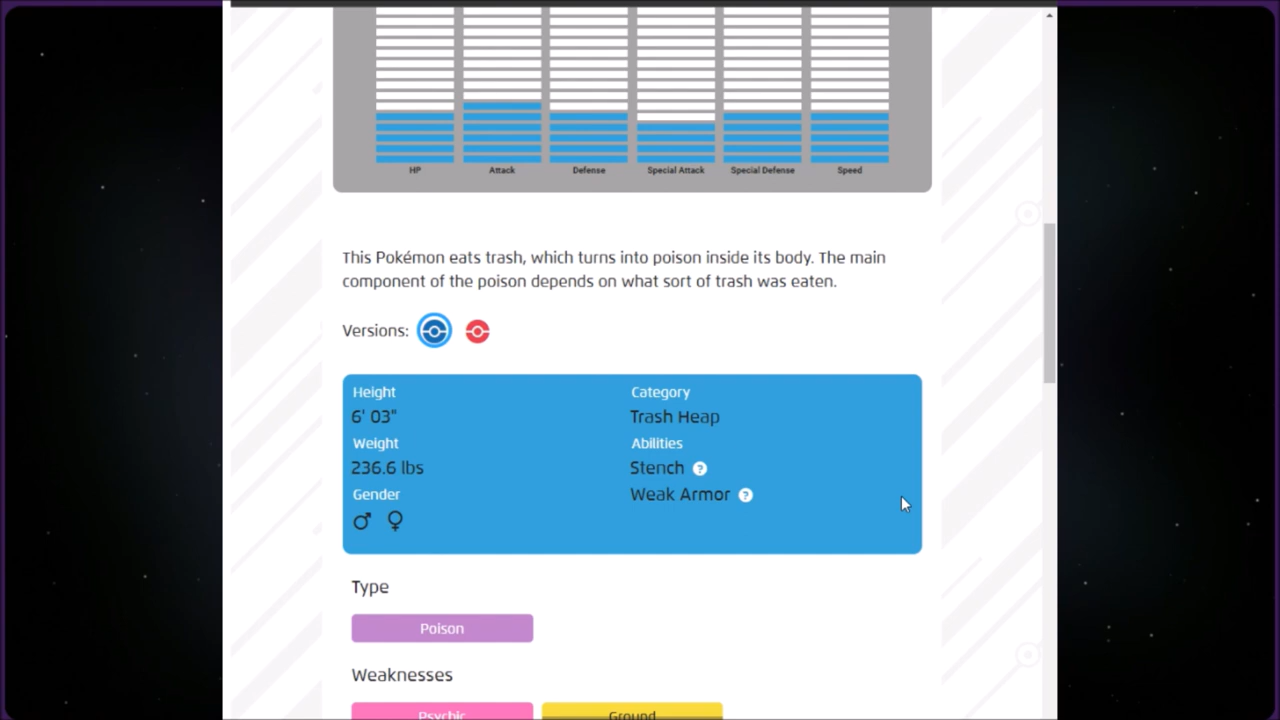 HP Attack Defense Special Attack Special Defense Speed
This Pokémon eats trash, which turns into poison inside its body. The main
component of the poison depends on what sort of trash was eaten.
Versions:
Height
6' 03"
Weight
236.6 lbs
Gender
Category
Trash Heap
Abilities
Stench ?
Weak Armor ?
Type
Poison
Weaknesses
Psychic Ground